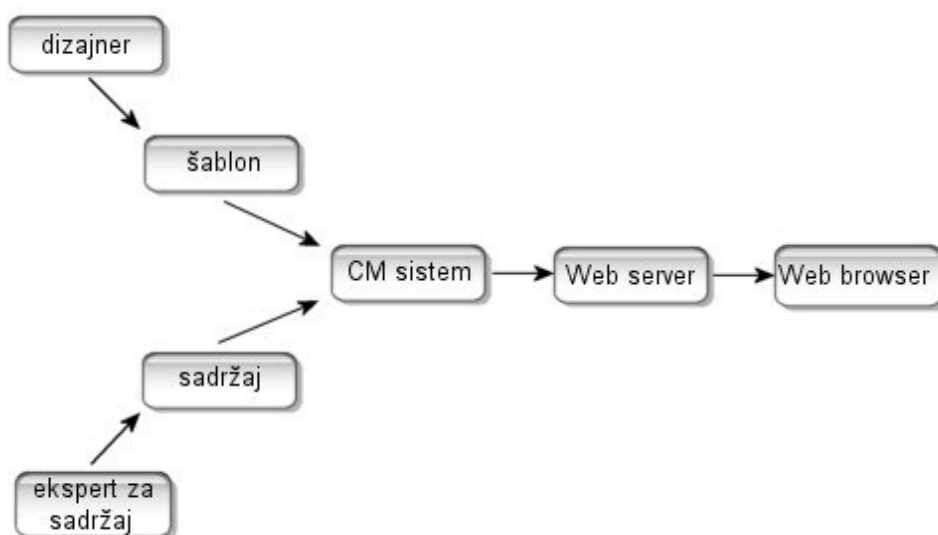 dizajner
šablon
CM sistem
Web server
Web browser
sadržaj
ekspert za
sadržaj